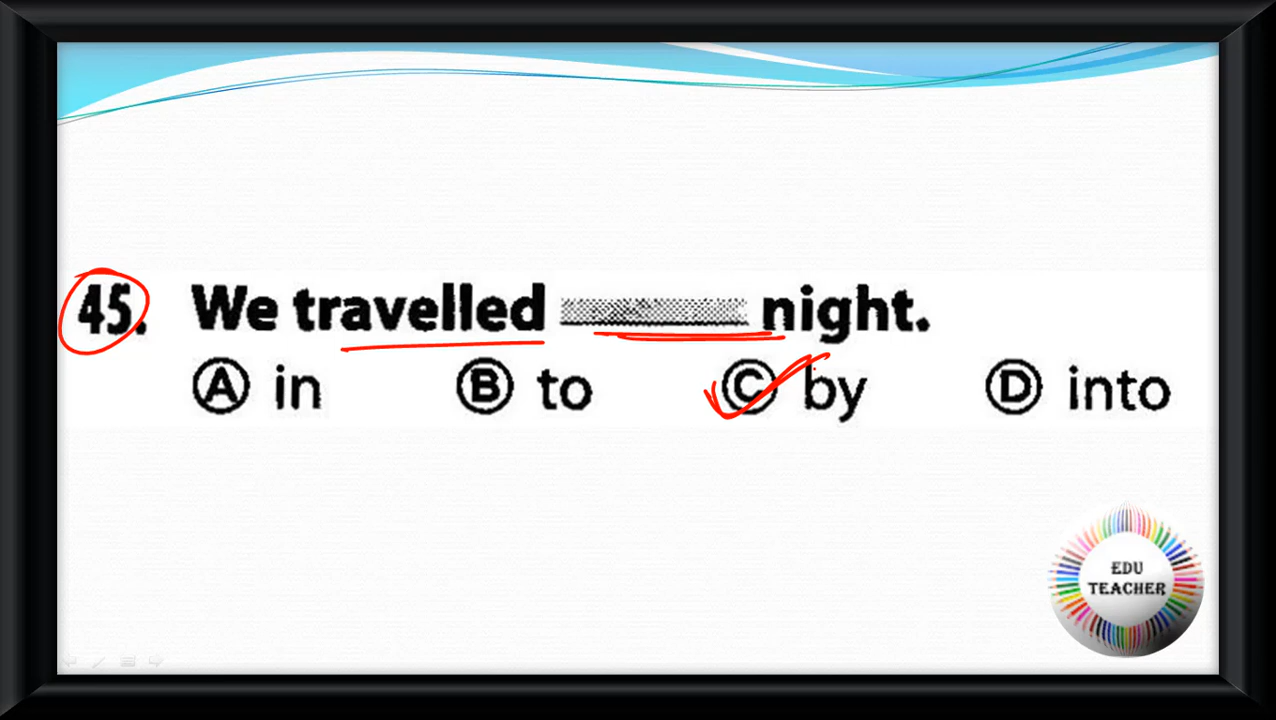 45. We travelled ______ night.
Ⓐ in Ⓑ to Ⓒ by Ⓓ into
EDU
TEACHER